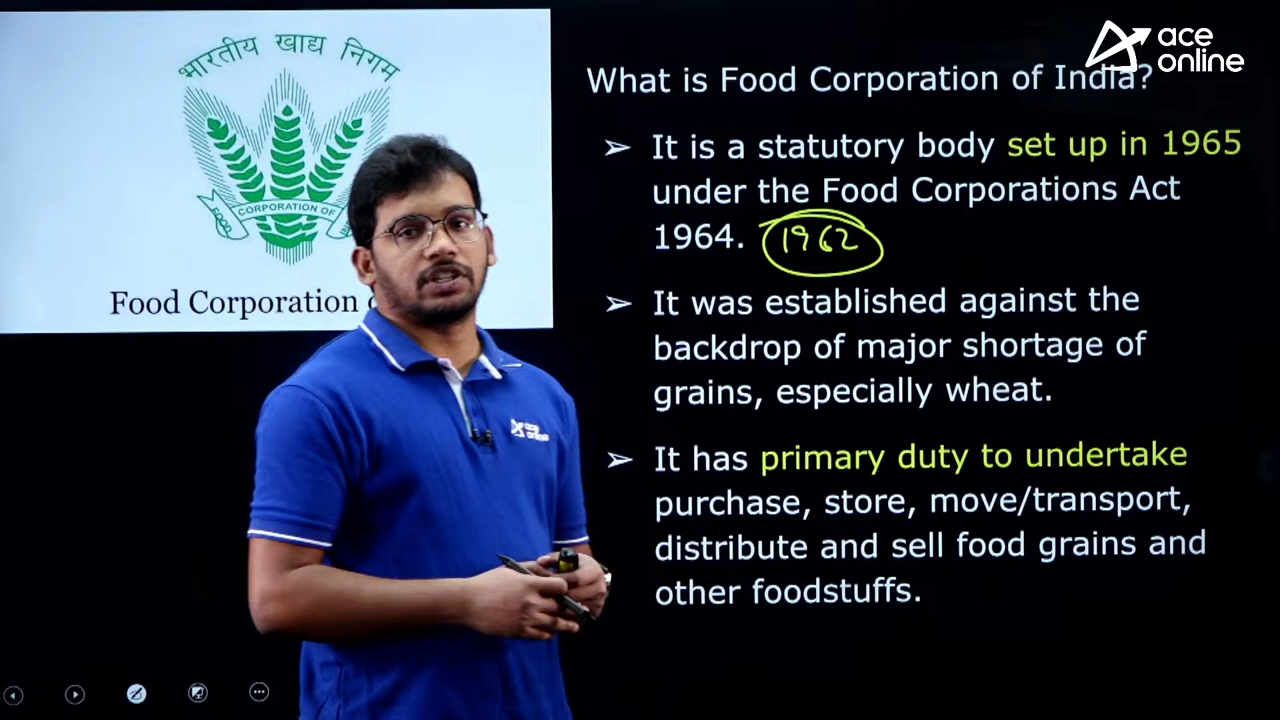 भारतीय खाद्य निगम
FOOD CORPORATION OF
Food Corporation
ace
online
What is Food Corporation of India?
➢ It is a statutory body set up in 1965
under the Food Corporations Act
1964. 1962
➢ It was established against the
backdrop of major shortage of
grains, especially wheat.
➢ It has primary duty to undertake
purchase, store, move/transport,
distribute and sell food grains and
other foodstuffs.
ace
online